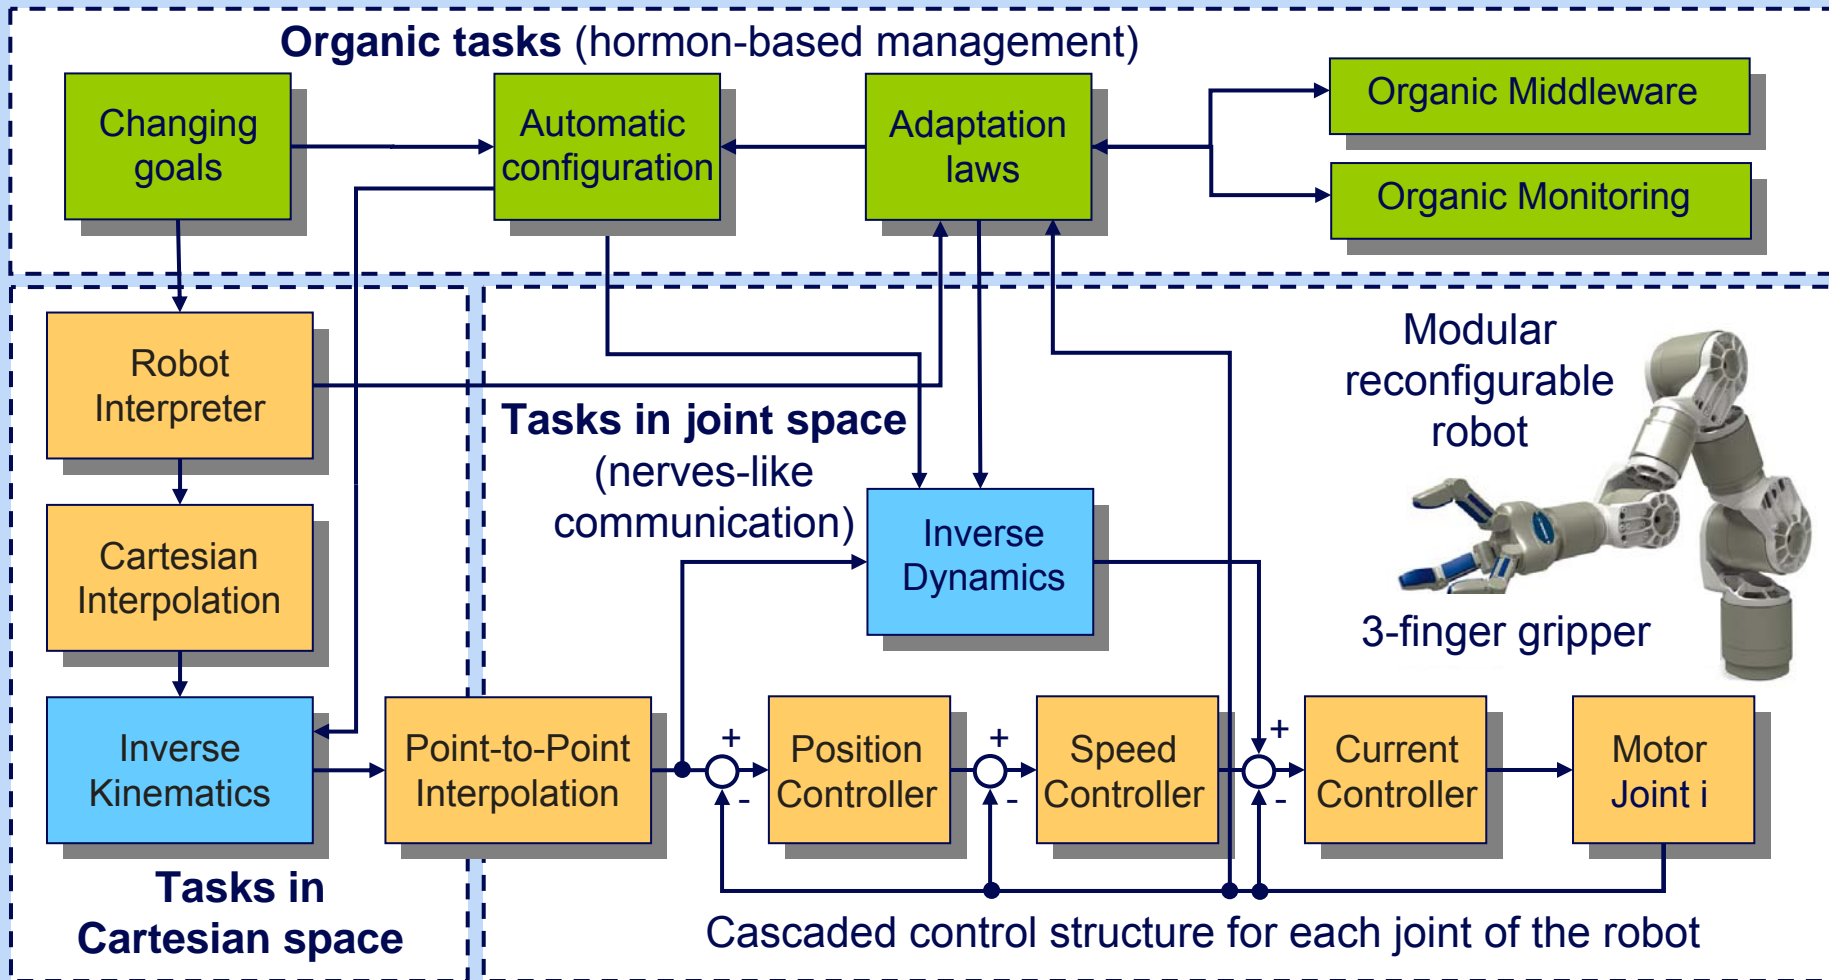 Organic tasks (hormon-based management)
Changing
goals
Automatic
configuration
Adaptation
laws
Organic Middleware
Organic Monitoring
Robot
Interpreter
Cartesian
Interpolation
Inverse
Kinematics
Tasks in
Cartesian space
Tasks in joint space
(nerves-like
communication)
Inverse
Dynamics
Modular
reconfigurable
robot
3-finger gripper
Point-to-Point
Interpolation
+
-
Position
Controller
+
-
Speed
Controller
+
-
Current
Controller
Motor
Joint i
Cascaded control structure for each joint of the robot